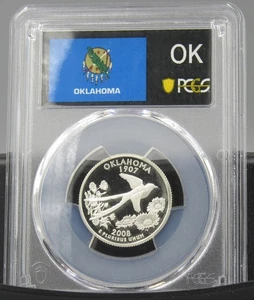 OK
OKLAHOMA
PCGS
OKLAHOMA
1907
2008
E PLURIBUS UNUM